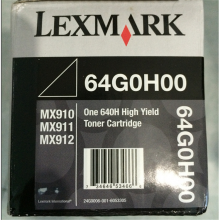 LEXMARK
64G0H00
MX910
MX911
MX912
One 640H High Yield
Toner Cartridge
64G0H00